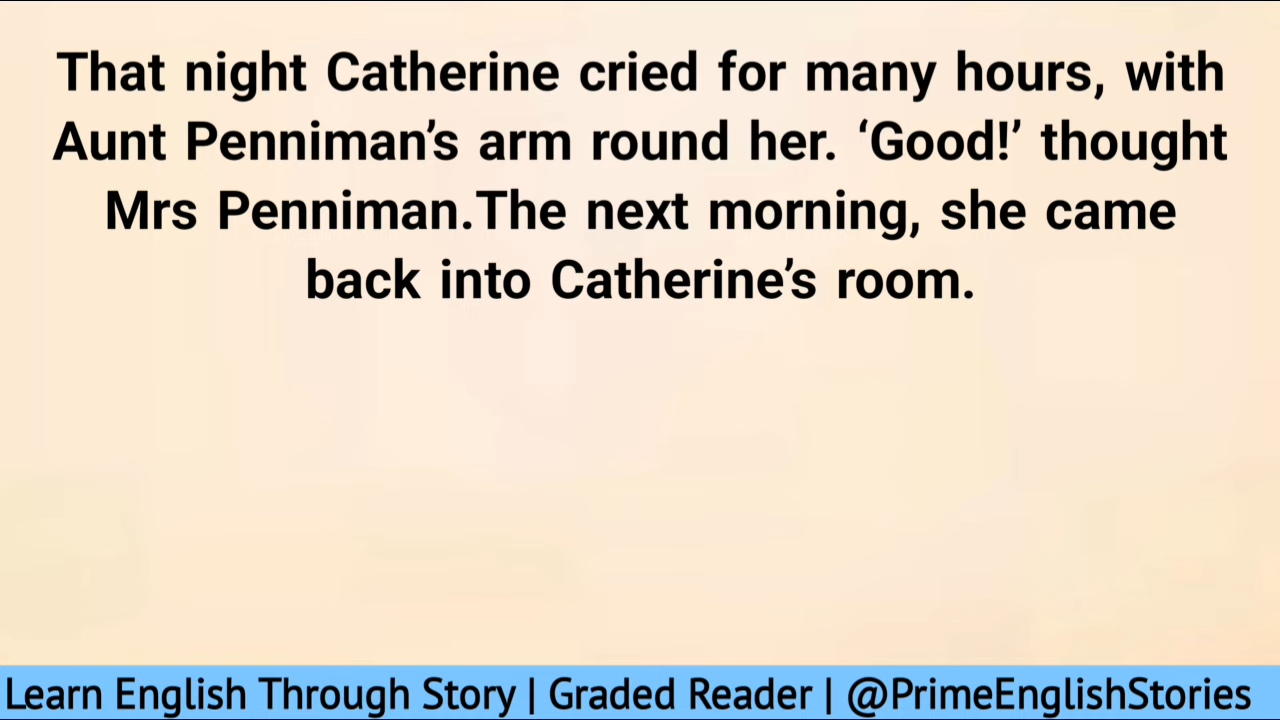 That night Catherine cried for many hours, with
Aunt Penniman’s arm round her. ‘Good!’ thought
Mrs Penniman.The next morning, she came
back into Catherine’s room.
Learn English Through Story | Graded Reader | @PrimeEnglishStories